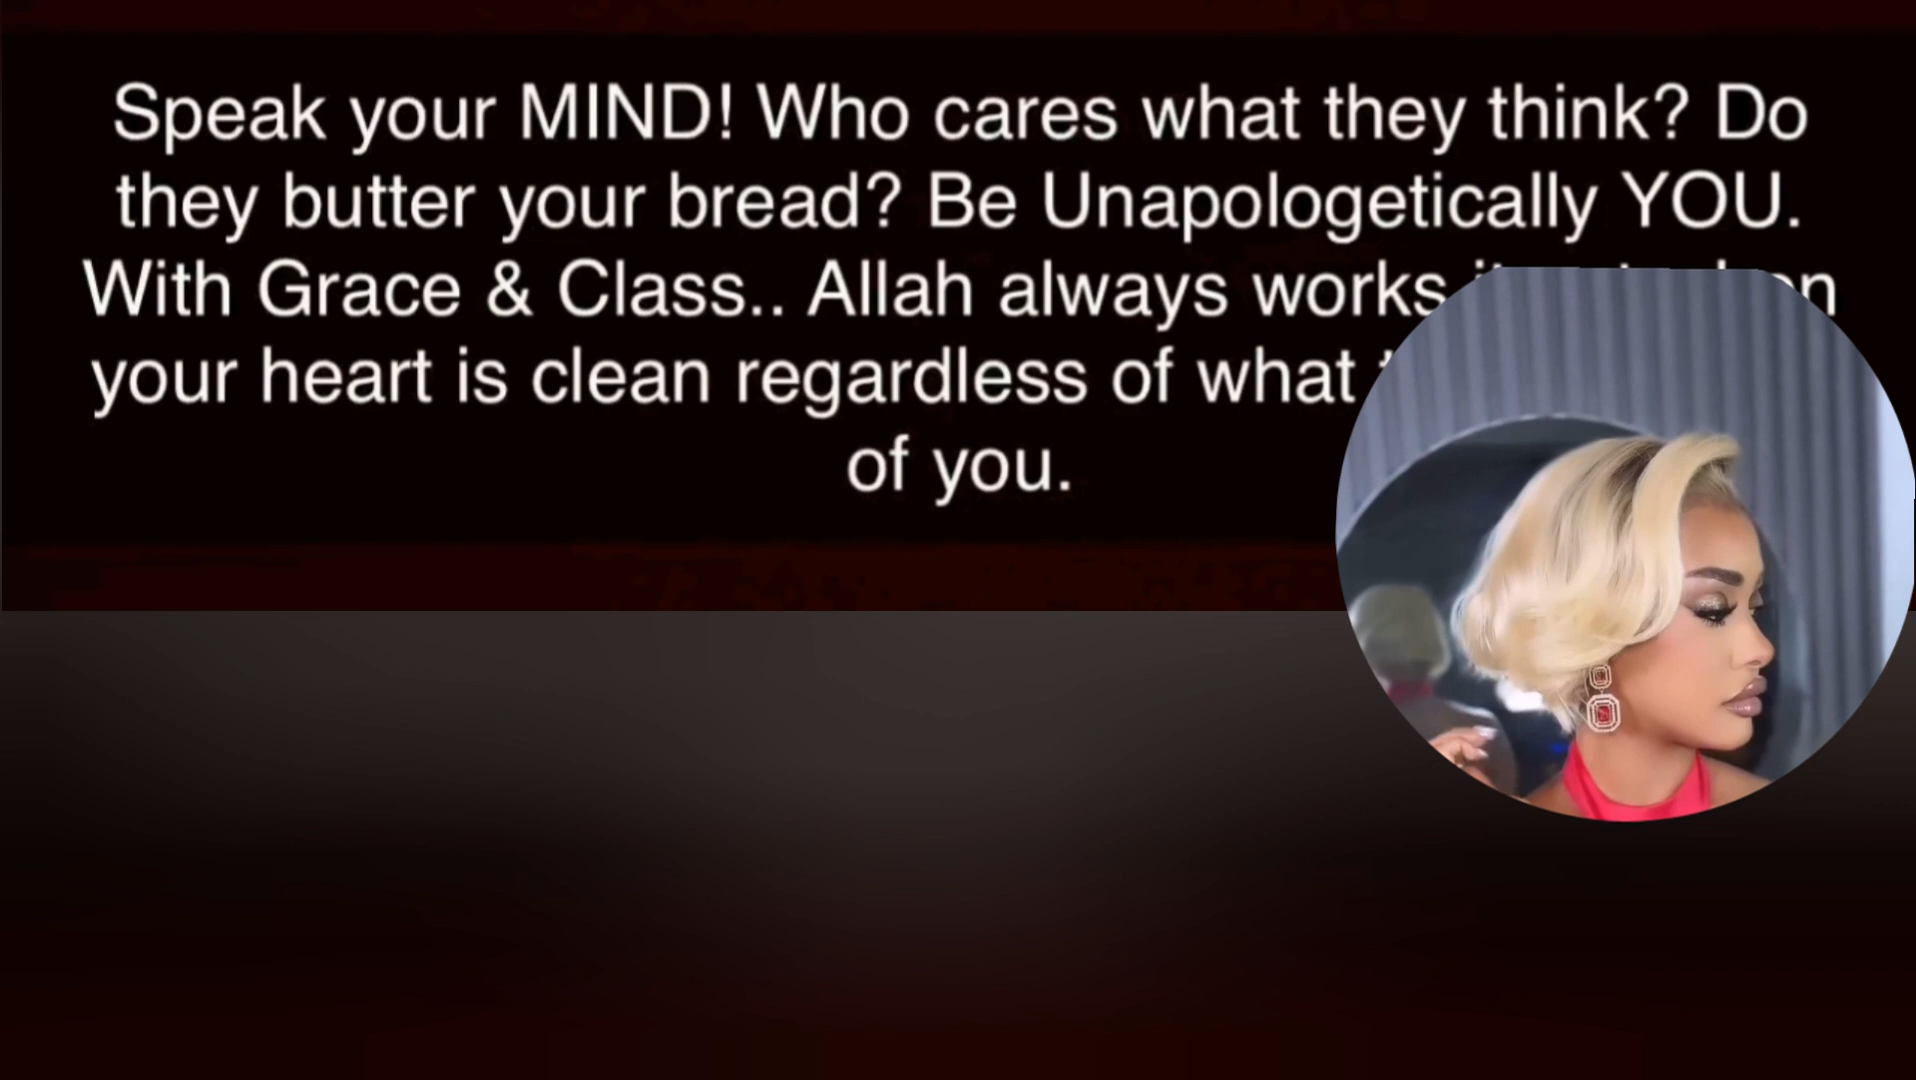 Speak your MIND! Who cares what they think? Do
they butter your bread? Be Unapologetically YOU.
With Grace & Class.. Allah always works
your heart is clean regardless of what
of you.